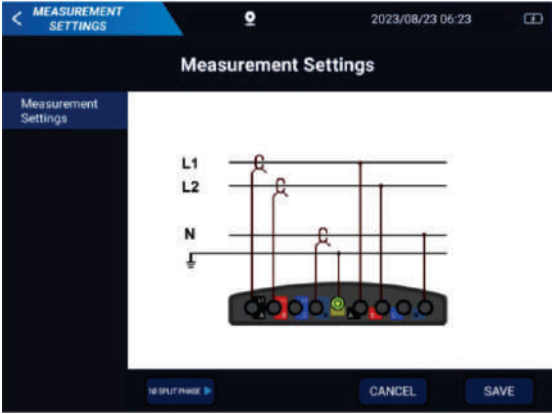 MEASUREMENT
SETTINGS
2023/08/23 06:23
Measurement Settings
Measurement
Settings
L1
L2
N
1Ø SPLIT PHASE
CANCEL
SAVE